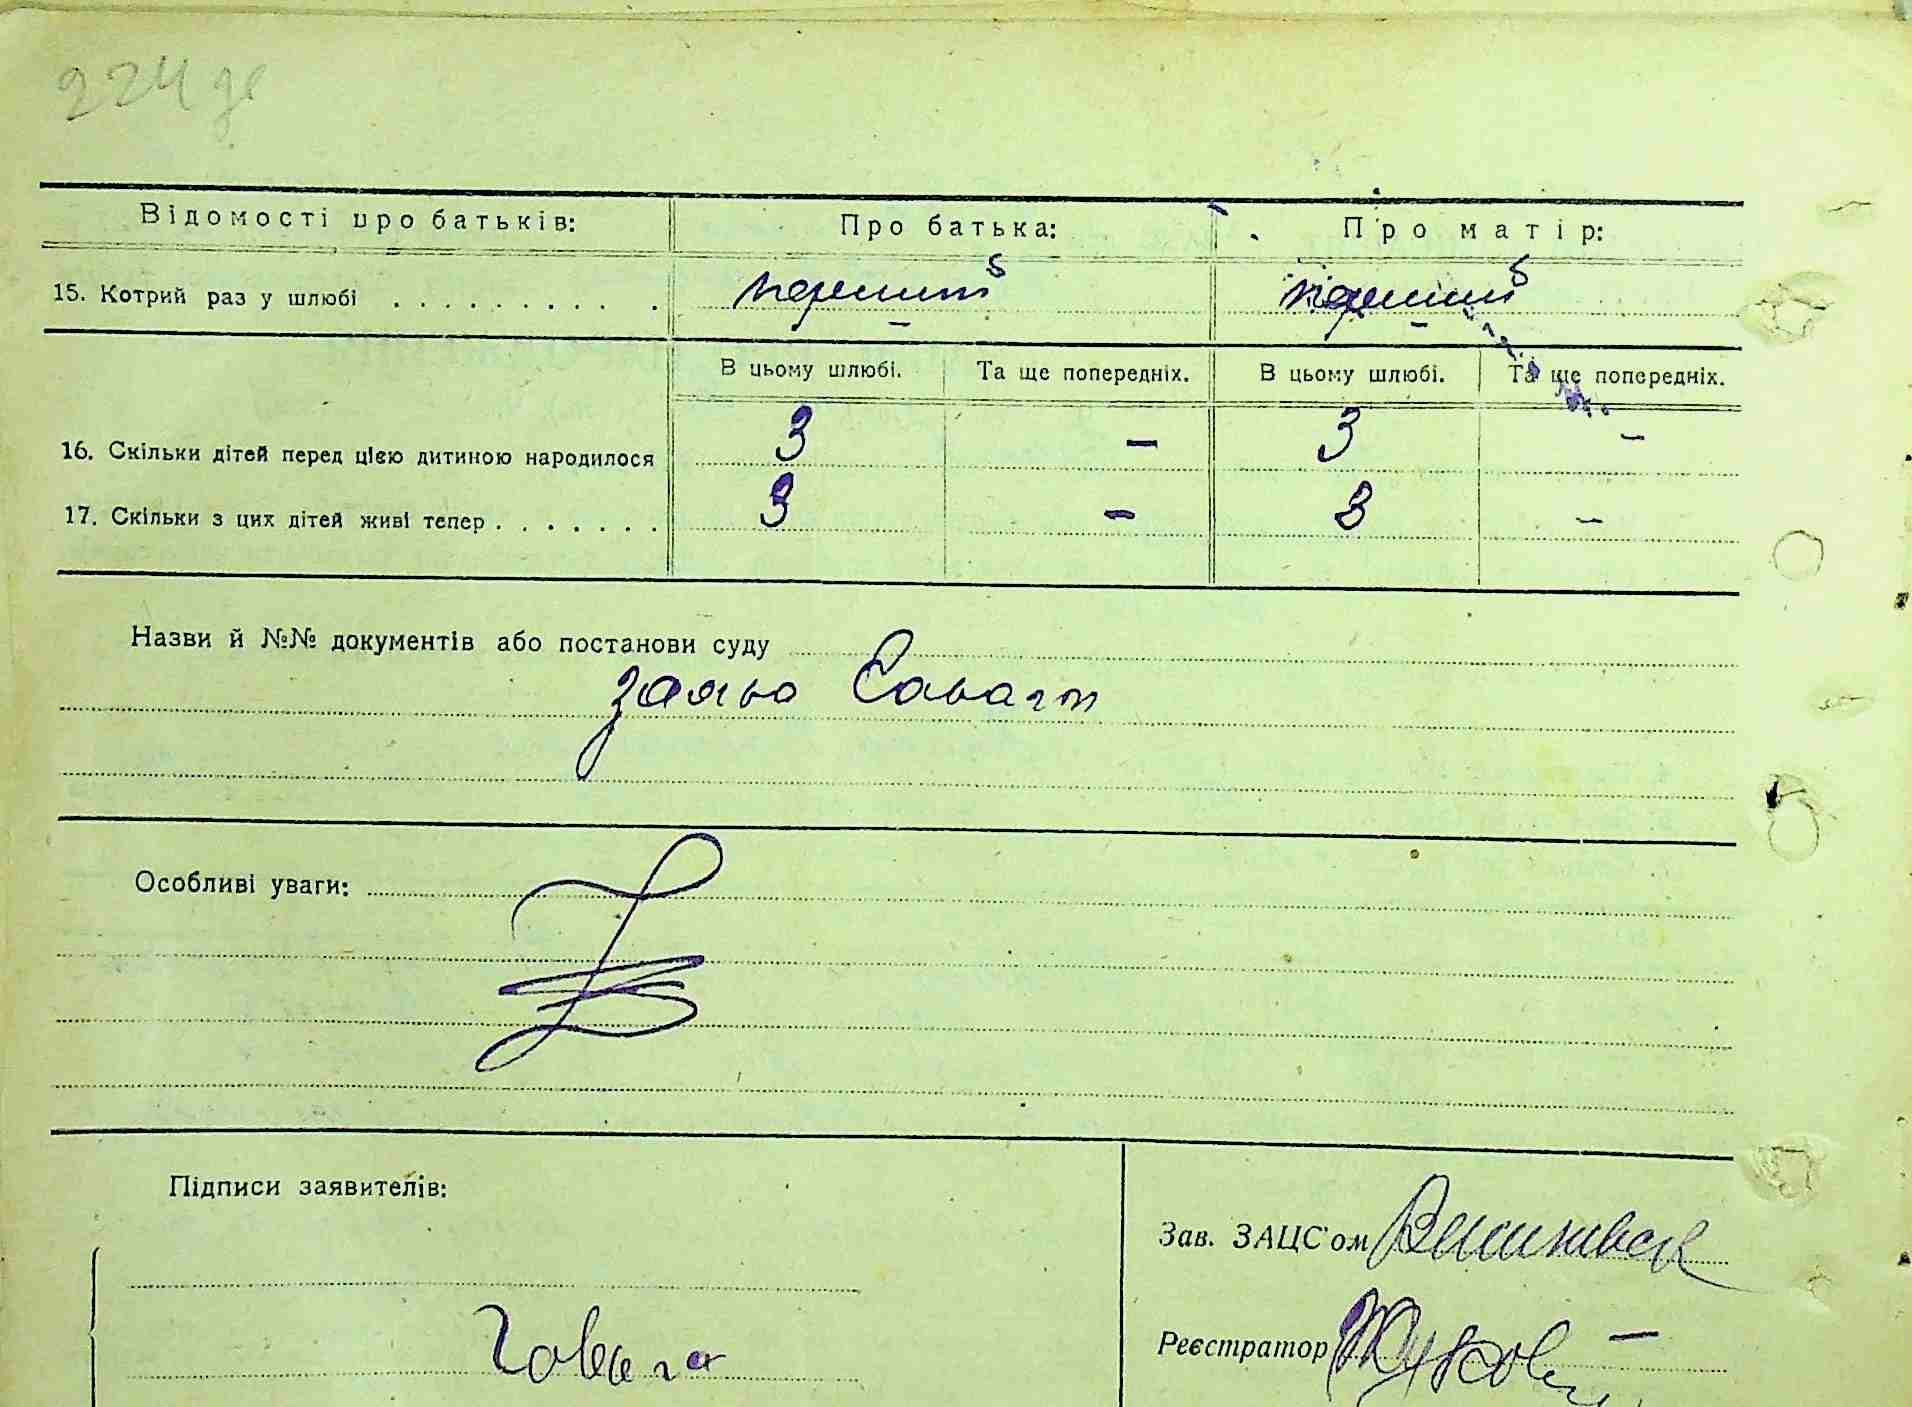 224 
Відомості про батьків: Про батька: Про матір:
15. Котрий раз у шлюбі . . . . . . . . . . перший перший
В цьому шлюбі. Та ще попередніх. В цьому шлюбі. Та ще попередніх.
16. Скільки дітей перед цією дитиною народилося 3 — 3 —
17. Скільки з цих дітей живі тепер . . . . . . . 3 — 3 —
Назви й №№ документів або постанови суду
Особливі уваги:
Підписи заявителів:
Зав. ЗАЦС'ом
Реєстратор